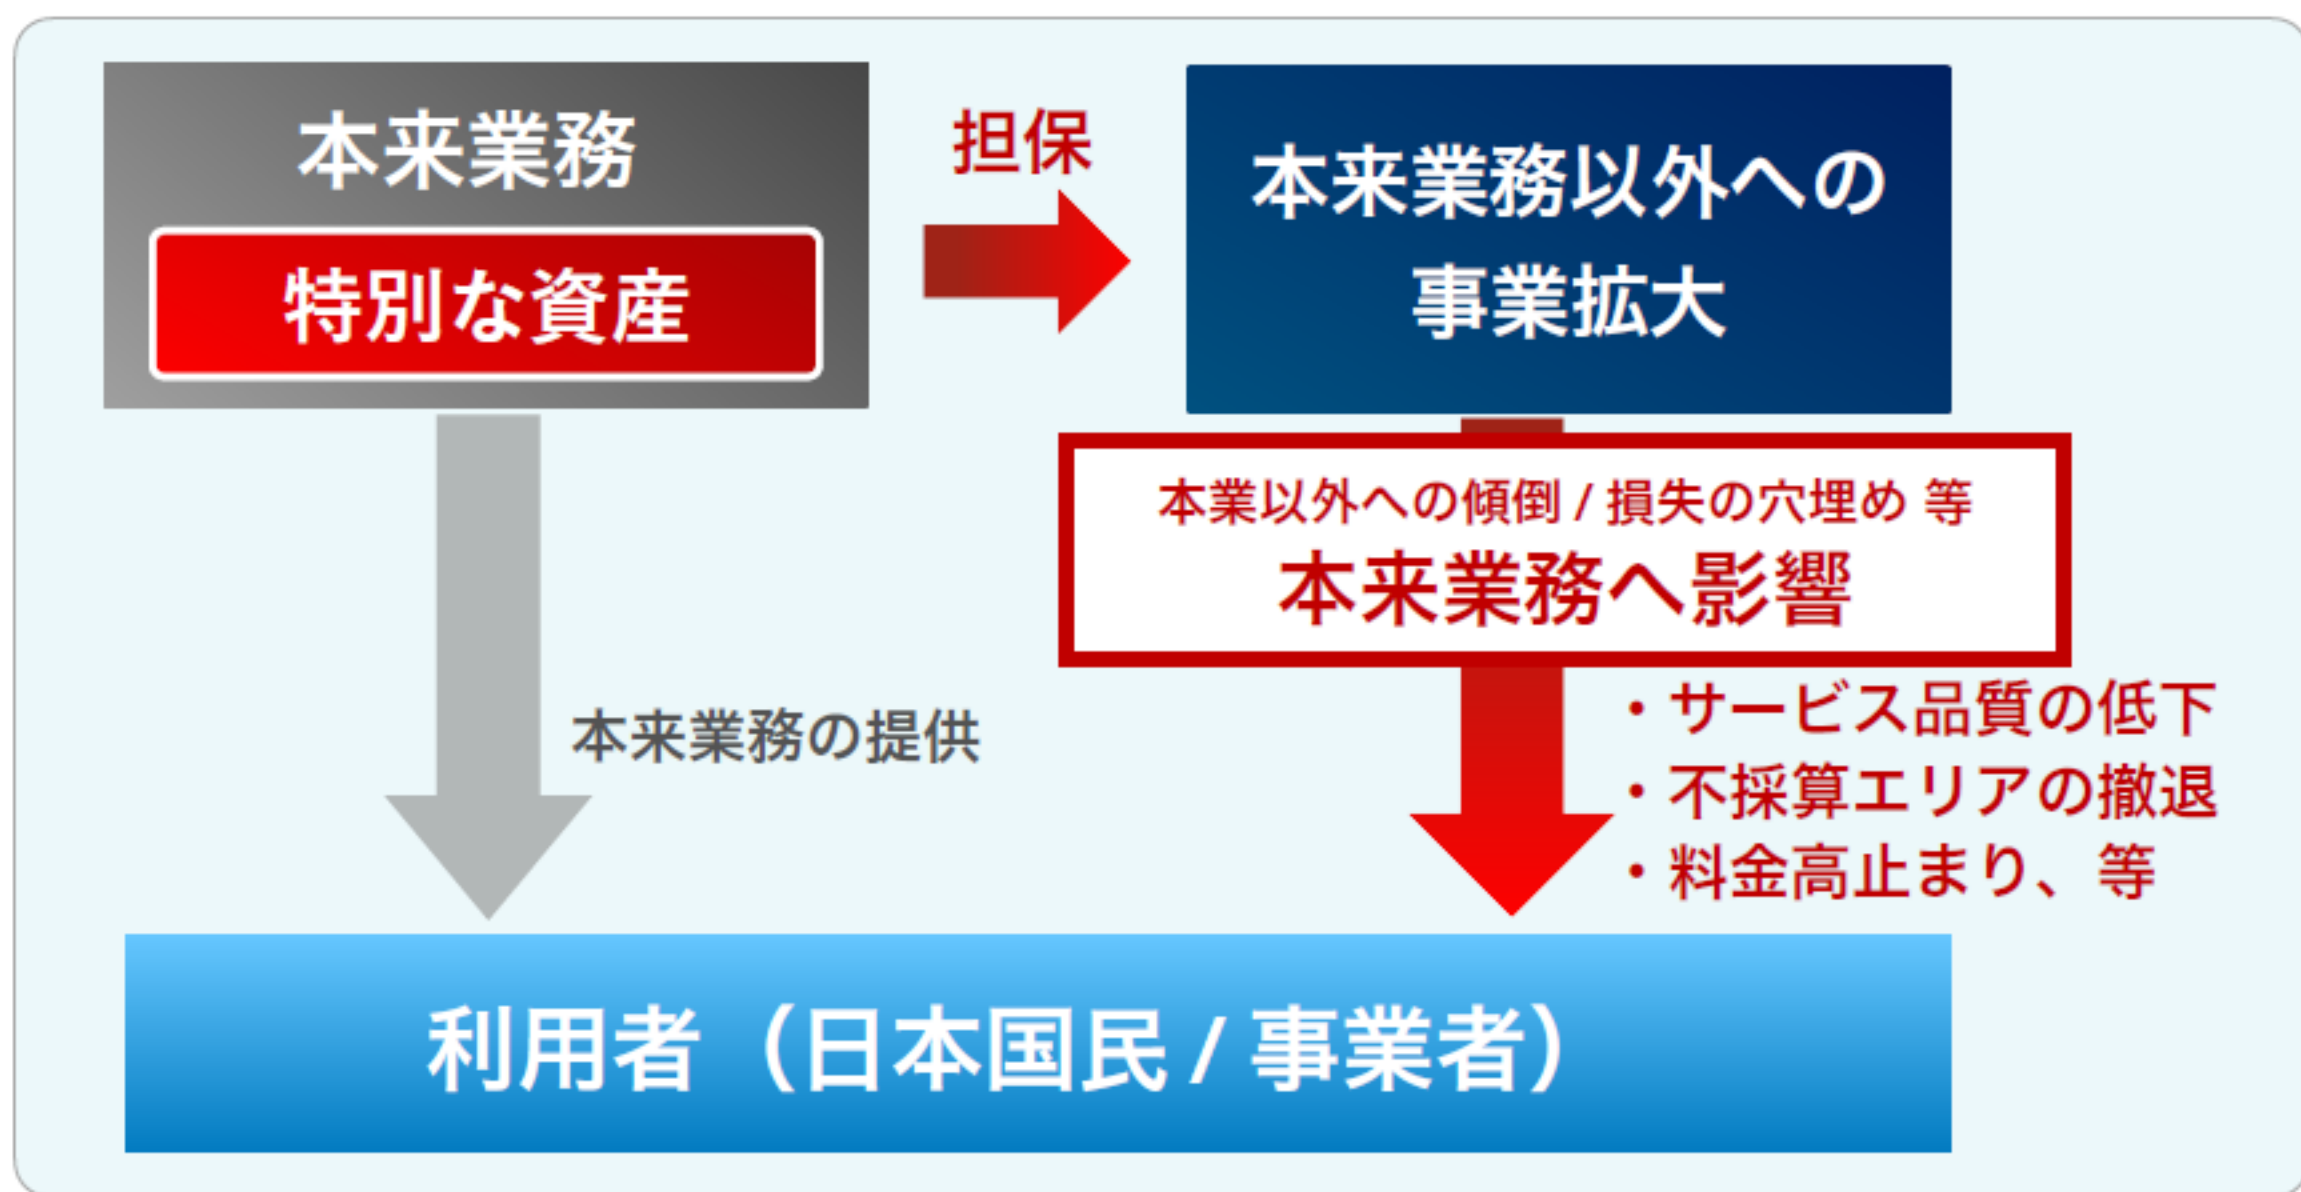 本来業務
特別な資産
担保
本来業務以外への
事業拡大
本業以外への傾倒 / 損失の穴埋め 等
本来業務へ影響
本来業務の提供
・サービス品質の低下
・不採算エリアの撤退
・料金高止まり、等
利用者（日本国民 / 事業者）